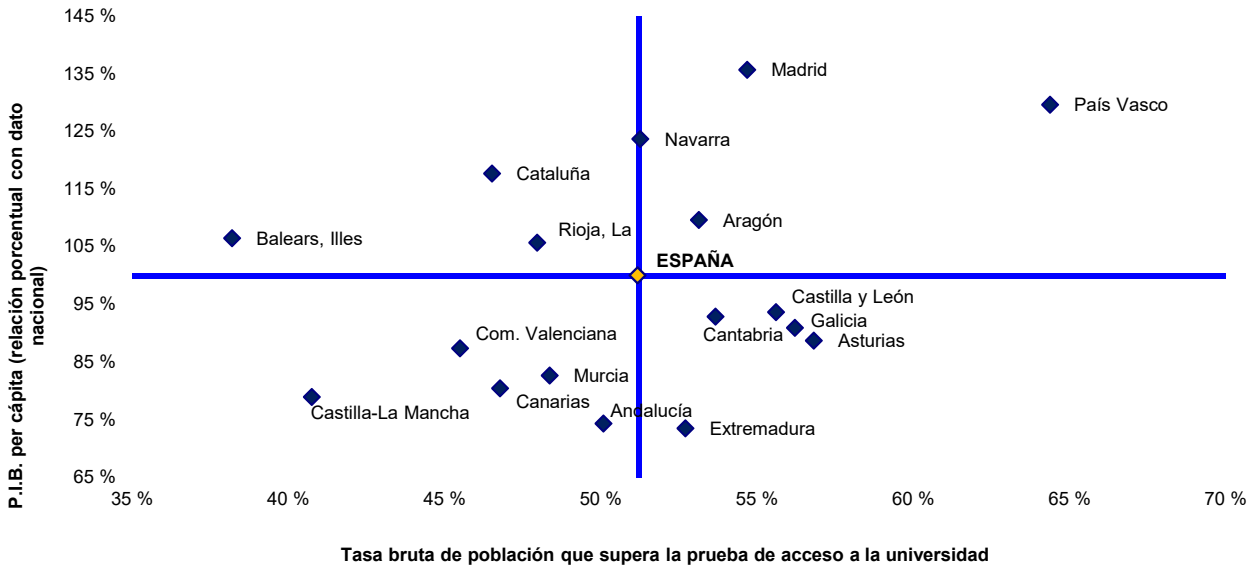 145 %
135 %
125 %
115 %
105 %
95 %
85 %
75 %
65 %
P.I.B. per cápita (relación porcentual con dato
nacional)
Madrid
País Vasco
Navarra
Cataluña
Aragón
Rioja, La
Balears, Illes
ESPAÑA
Castilla y León
Galicia
Cantabria
Asturias
Com. Valenciana
Murcia
Canarias
Castilla-La Mancha
Andalucía
Extremadura
35 %
40 %
45 %
50 %
55 %
60 %
65 %
70 %
Tasa bruta de población que supera la prueba de acceso a la universidad